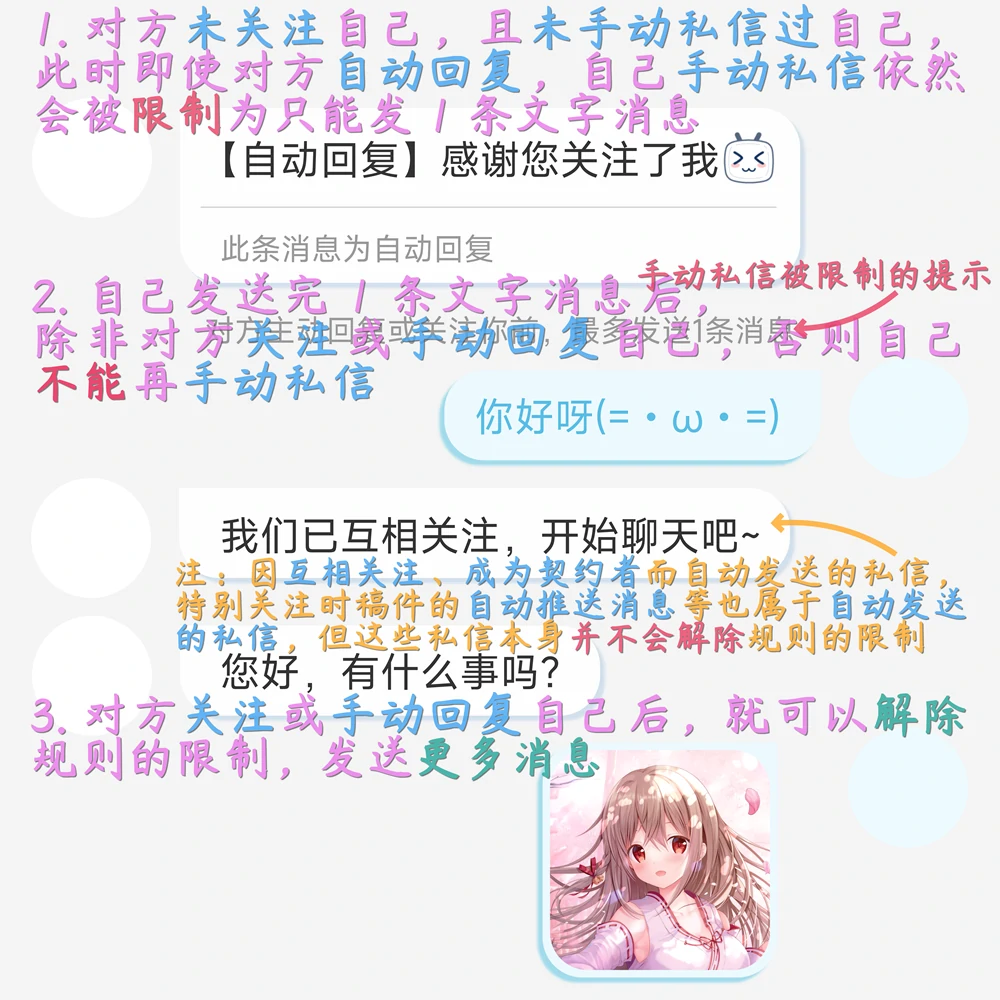 1. 对方未关注自己，且未手动私信过自己，
此时即使对方自动回复，自己手动私信依然
会被限制为只能发 1 条文字消息
【自动回复】感谢您关注了我
此条消息为自动回复
手动私信被限制的提示
2. 自己发送完 1 条文字消息后，
对方主动回复或关注你前，最多发送1条消息
除非对方关注或手动回复自己，否则自己
不能再手动私信
你好呀(=・ω・=)
我们已互相关注，开始聊天吧~
注：因互相关注、成为契约者而自动发送的私信，
特别关注时稿件的自动推送消息等也属于自动发送
的私信，但这些私信本身并不会解除规则的限制
您好，有什么事吗？
3. 对方关注或手动回复自己后，就可以解除
规则的限制，发送更多消息